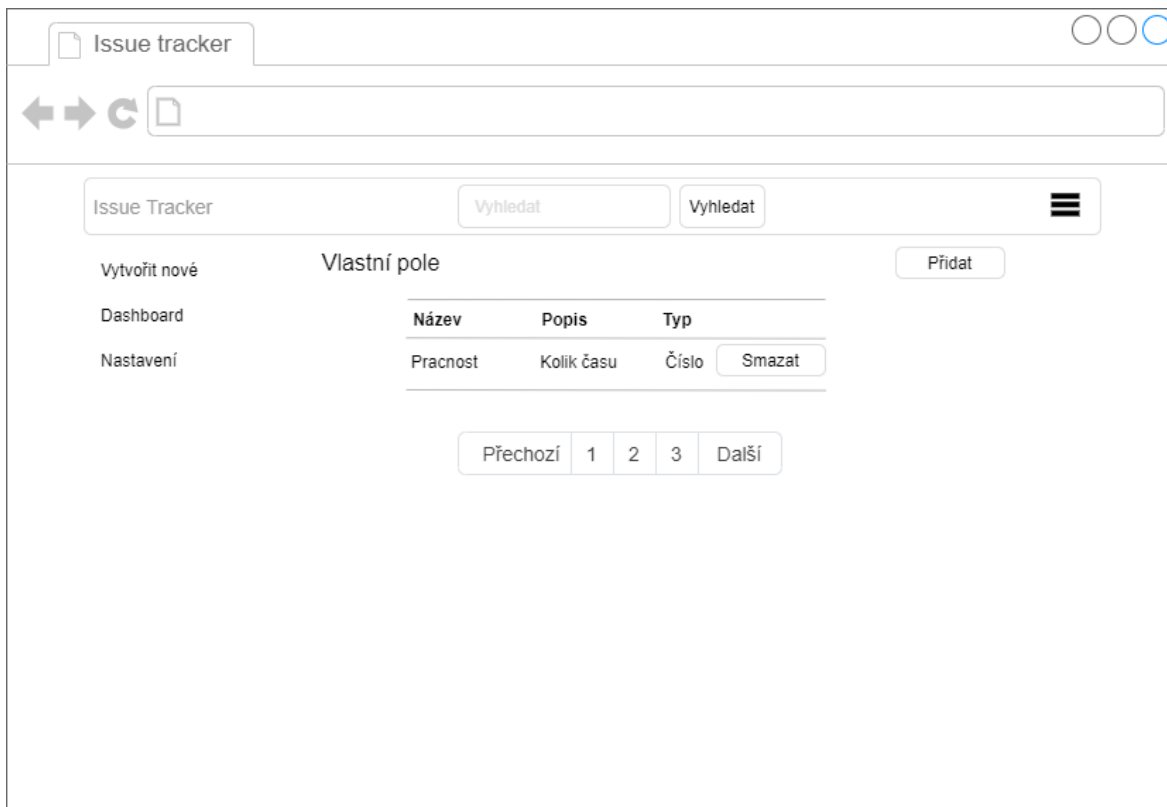 Issue tracker
Issue Tracker
Vyhledat
Vyhledat
Vytvořit nové
Dashboard
Nastavení
Vlastní pole
Přidat
Název Popis Typ
Pracnost Kolik času Číslo Smazat
Přechozí 1 2 3 Další